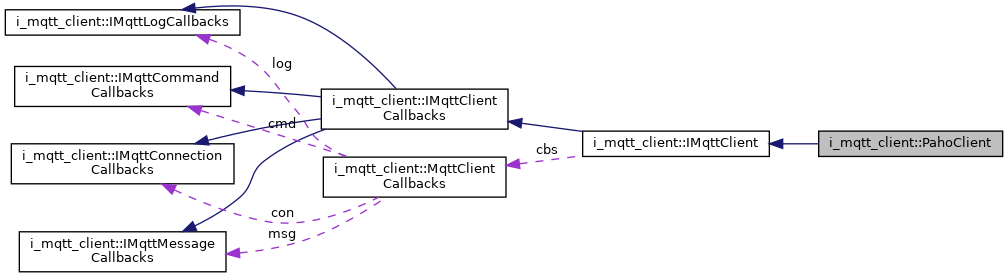 i_mqtt_client::IMqttLogCallbacks
log
i_mqtt_client::IMqttCommand
Callbacks
i_mqtt_client::IMqttClient
Callbacks
cmd
i_mqtt_client::IMqttClient
i_mqtt_client::PahoClient
cbs
i_mqtt_client::IMqttConnection
Callbacks
i_mqtt_client::MqttClient
Callbacks
con
msg
i_mqtt_client::IMqttMessage
Callbacks